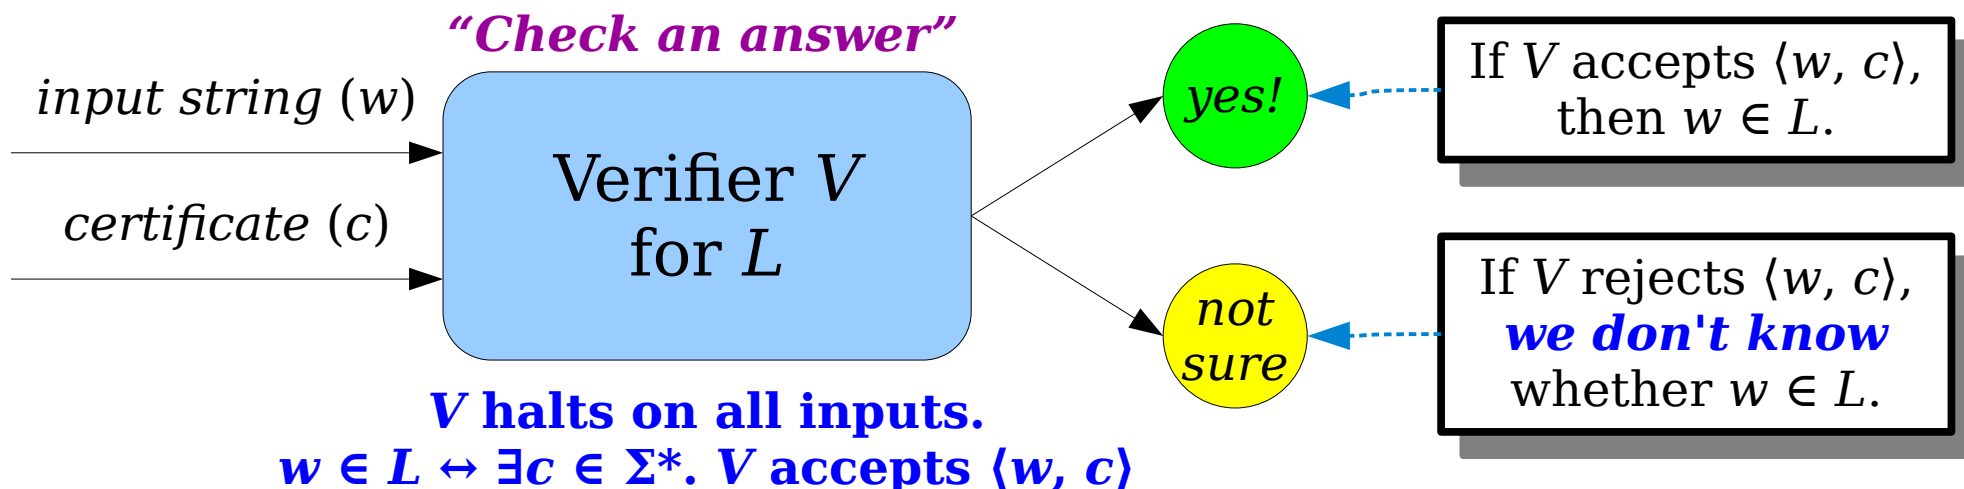 “Check an answer”
input string (w)
certificate (c)
Verifier V
for L
yes!
not
sure
If V accepts ⟨w, c⟩,
then w ∈ L.
If V rejects ⟨w, c⟩,
we don't know
whether w ∈ L.
V halts on all inputs.
w ∈ L ↔ ∃c ∈ Σ*. V accepts ⟨w, c⟩